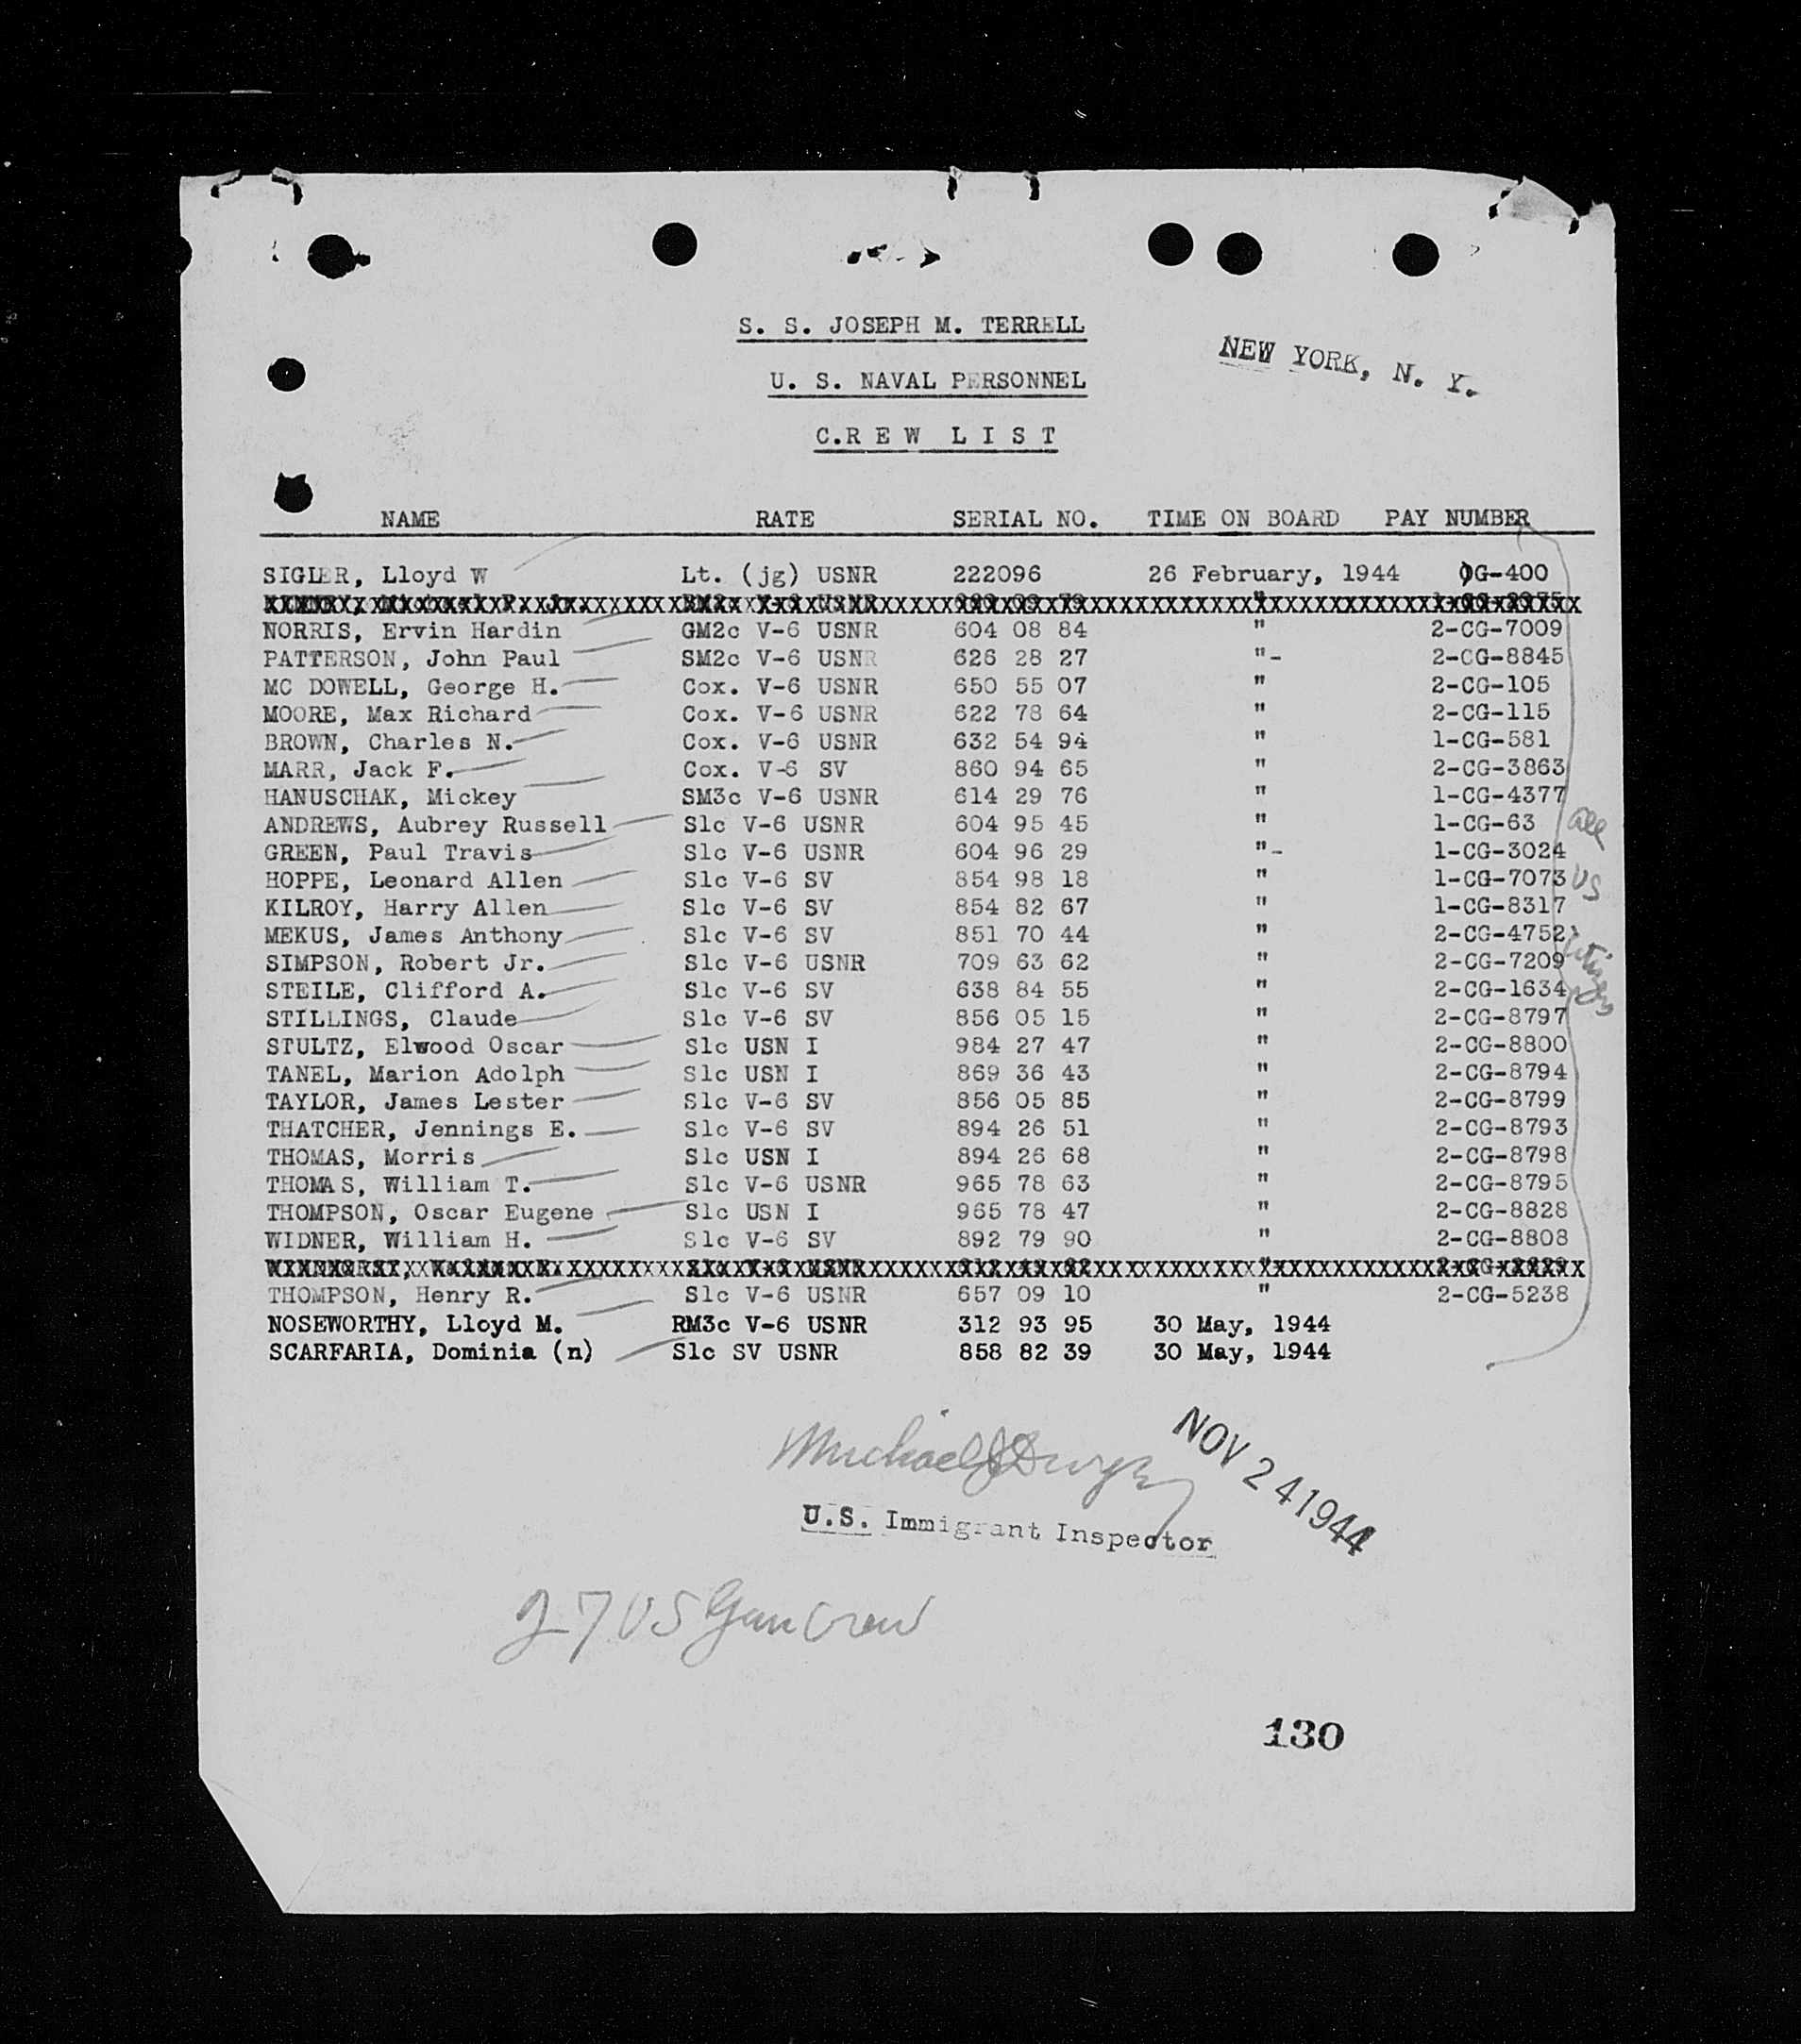 S. S. JOSEPH M. TERRELL
NEW YORK, N. Y.
U. S. NAVAL PERSONNEL
C.R E W L I S T
NAME RATE SERIAL NO. TIME ON BOARD PAY NUMBER
SIGLER, Lloyd W Lt. (jg) USNR 222096 26 February, 1944 OG-400
NORRIS, Ervin Hardin GM2c V-6 USNR 604 08 84 " 2-CG-7009
PATTERSON, John Paul SM2c V-6 USNR 626 28 27 "- 2-CG-8845
MC DOWELL, George H. Cox. V-6 USNR 650 55 07 " 2-CG-105
MOORE, Max Richard Cox. V-6 USNR 622 78 64 " 2-CG-115
BROWN, Charles N. Cox. V-6 USNR 632 54 94 " 1-CG-581
MARR, Jack F. Cox. V-6 SV 860 94 65 " 2-CG-3863
HANUSCHAK, Mickey SM3c V-6 USNR 614 29 76 " 1-CG-4377
ANDREWS, Aubrey Russell S1c V-6 USNR 604 95 45 " 1-CG-63
GREEN, Paul Travis S1c V-6 USNR 604 96 29 "- 1-CG-3024
HOPPE, Leonard Allen S1c V-6 SV 854 98 18 " 1-CG-7073
KILROY, Harry Allen S1c V-6 SV 854 82 67 " 1-CG-8317
MEKUS, James Anthony S1c V-6 SV 851 70 44 " 2-CG-4752
SIMPSON, Robert Jr. S1c V-6 USNR 709 63 62 " 2-CG-7209
STEILE, Clifford A. S1c V-6 SV 638 84 55 " 2-CG-1634
STILLINGS, Claude S1c V-6 SV 856 05 15 " 2-CG-8797
STULTZ, Elwood Oscar S1c USN I 984 27 47 " 2-CG-8800
TANEL, Marion Adolph S1c USN I 869 36 43 " 2-CG-8794
TAYLOR, James Lester S1c V-6 SV 856 05 85 " 2-CG-8799
THATCHER, Jennings E. S1c V-6 SV 894 26 51 " 2-CG-8793
THOMAS, Morris S1c USN I 894 26 68 " 2-CG-8798
THOMAS, William T. S1c V-6 USNR 965 78 63 " 2-CG-8795
THOMPSON, Oscar Eugene S1c USN I 965 78 47 " 2-CG-8828
WIDNER, William H. S1c V-6 SV 892 79 90 " 2-CG-8808
THOMPSON, Henry R. S1c V-6 USNR 657 09 10 " 2-CG-5238
NOSEWORTHY, Lloyd M. RM3c V-6 USNR 312 93 95 30 May, 1944
SCARFARIA, Dominia (n) S1c SV USNR 858 82 39 30 May, 1944
all
US
citizens
Michael J Dwyer
NOV 24 1944
U.S. Immigrant Inspector
27 US Gun Crew
130